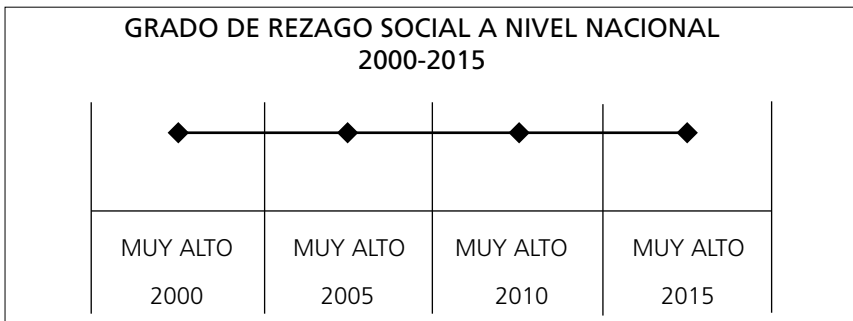 GRADO DE REZAGO SOCIAL A NIVEL NACIONAL
2000-2015
MUY ALTO MUY ALTO MUY ALTO MUY ALTO
2000 2005 2010 2015